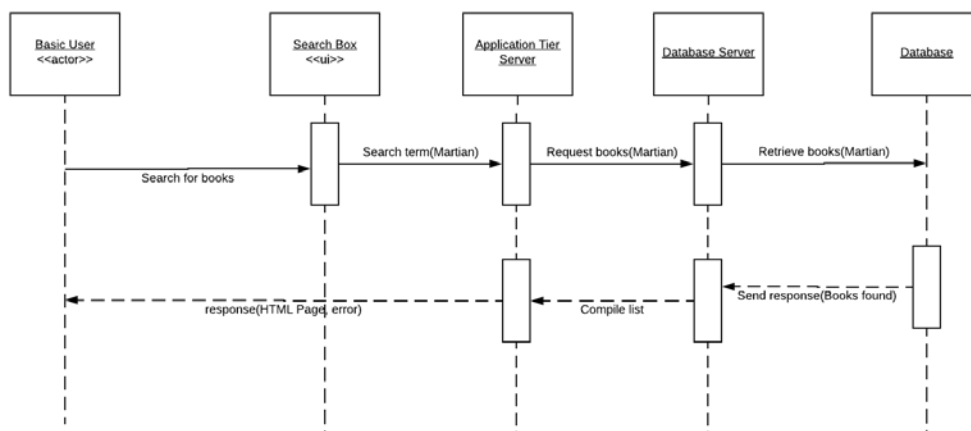 Basic User
<<actor>>
Search Box
<<ui>>
Application Tier
Server
Database Server
Database
Search term(Martian)
Request books(Martian)
Retrieve books(Martian)
Search for books
Send response(Books found)
response(HTML Page, error)
Compile list